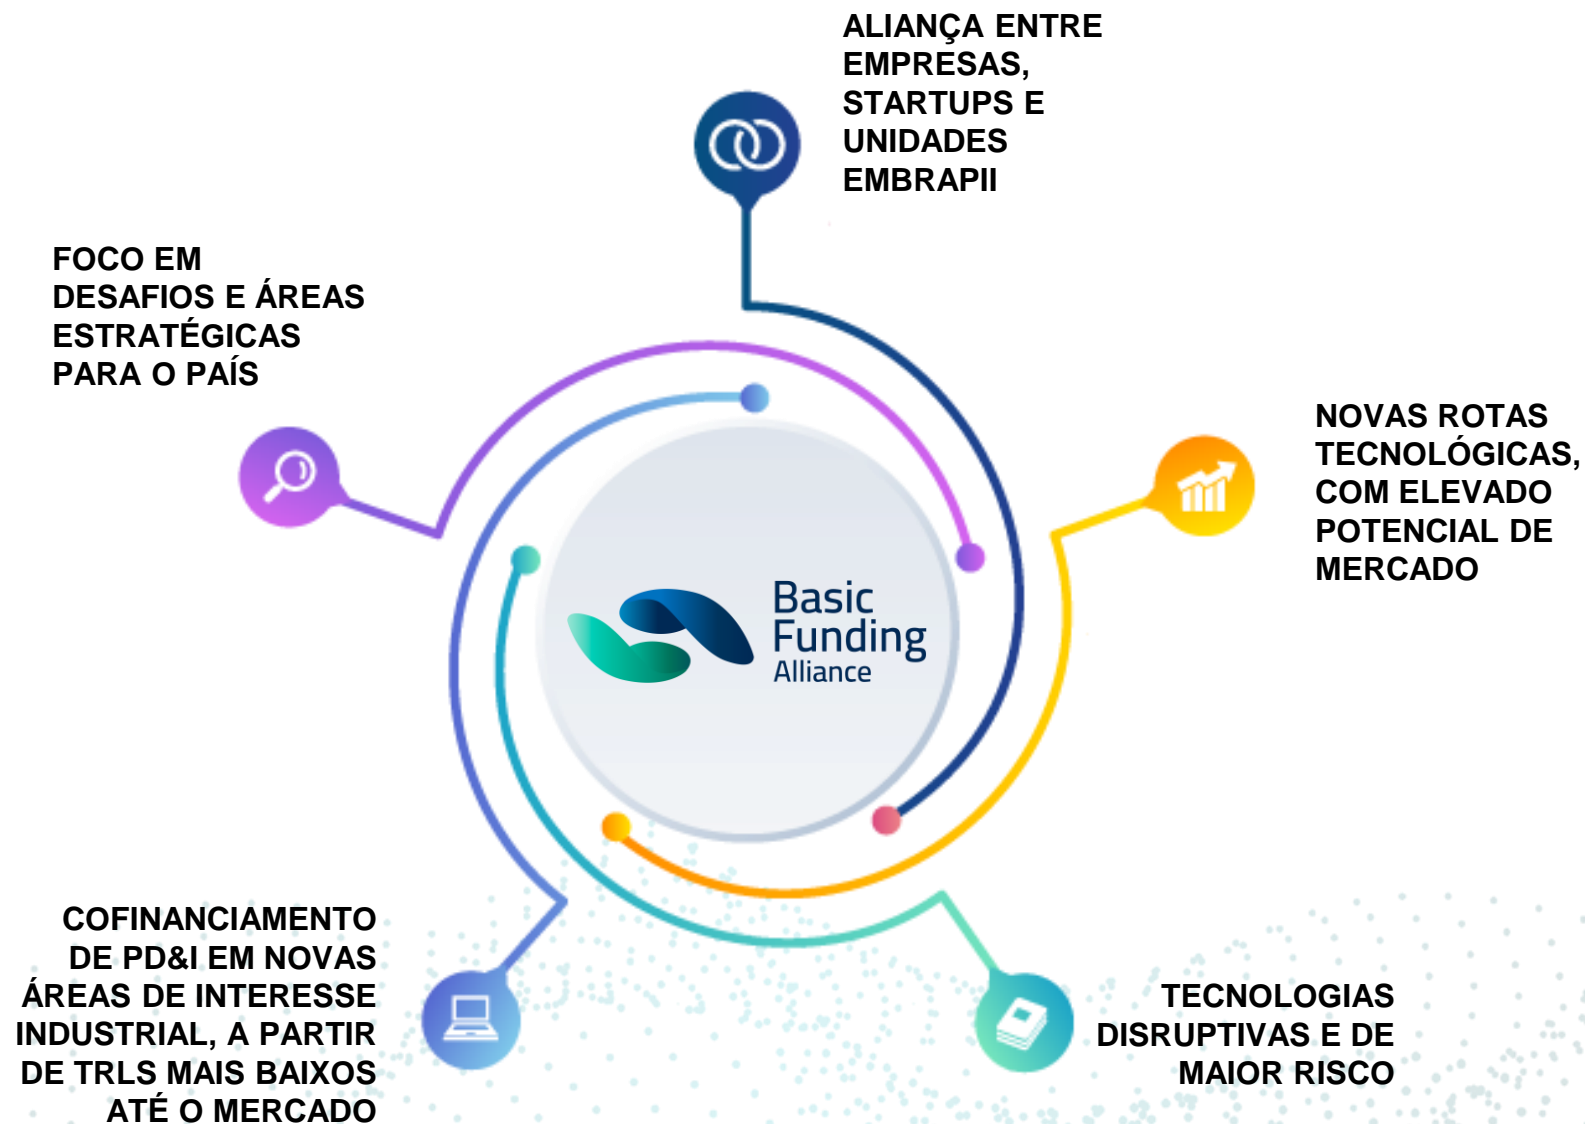 ALIANÇA ENTRE
EMPRESAS,
STARTUPS E
UNIDADES
EMBRAPII
FOCO EM
DESAFIOS E ÁREAS
ESTRATÉGICAS
PARA O PAÍS
NOVAS ROTAS
TECNOLÓGICAS,
COM ELEVADO
POTENCIAL DE
MERCADO
Basic
Funding
Alliance
COFINANCIAMENTO
DE PD&I EM NOVAS
ÁREAS DE INTERESSE
INDUSTRIAL, A PARTIR
DE TRLS MAIS BAIXOS
ATÉ O MERCADO
TECNOLOGIAS
DISRUPTIVAS E DE
MAIOR RISCO